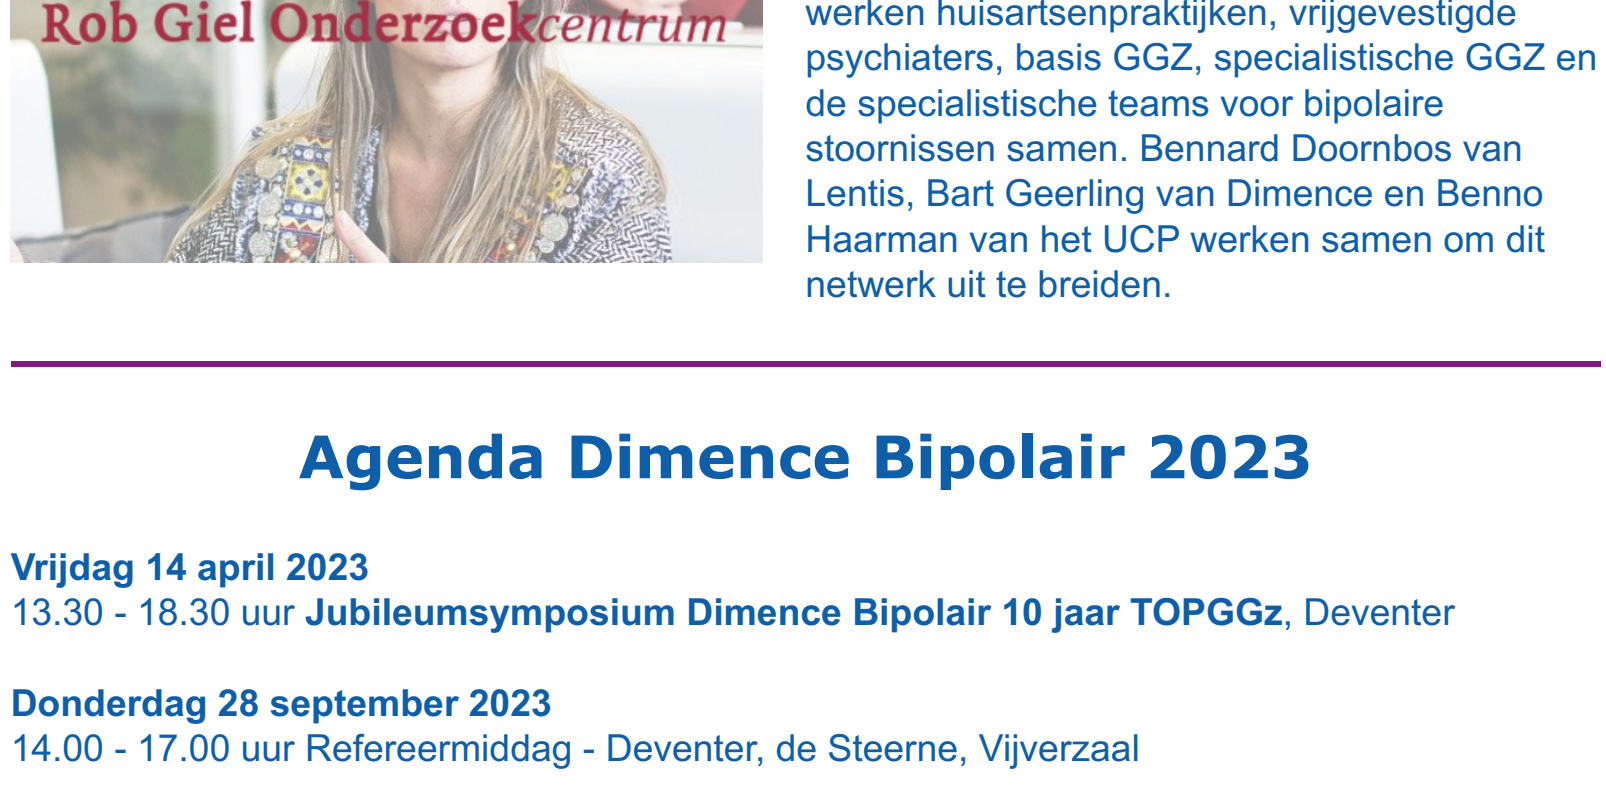 Rob Giel Onderzoekcentrum
werken huisartsenpraktijken, vrijgevestigde
psychiaters, basis GGZ, specialistische GGZ en
de specialistische teams voor bipolaire
stoornissen samen. Bennard Doornbos van
Lentis, Bart Geerling van Dimence en Benno
Haarman van het UCP werken samen om dit
netwerk uit te breiden.
Agenda Dimence Bipolair 2023
Vrijdag 14 april 2023
13.30 - 18.30 uur Jubileumsymposium Dimence Bipolair 10 jaar TOPGGz, Deventer
Donderdag 28 september 2023
14.00 - 17.00 uur Refereermiddag - Deventer, de Steerne, Vijverzaal